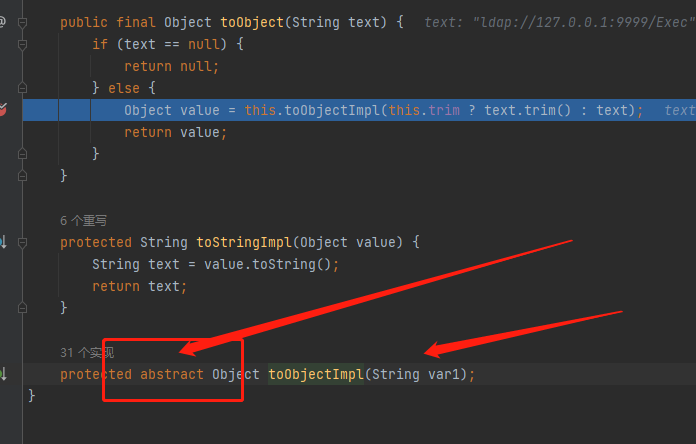 public final Object toObject(String text) {   text: "ldap://127.0.0.1:9999/Exec"
if (text == null) {
return null;
} else {
Object value = this.toObjectImpl(this.trim ? text.trim() : text);   text
return value;
}
}
6 个重写
protected String toStringImpl(Object value) {
String text = value.toString();
return text;
}
31 个实现
protected abstract Object toObjectImpl(String var1);
}